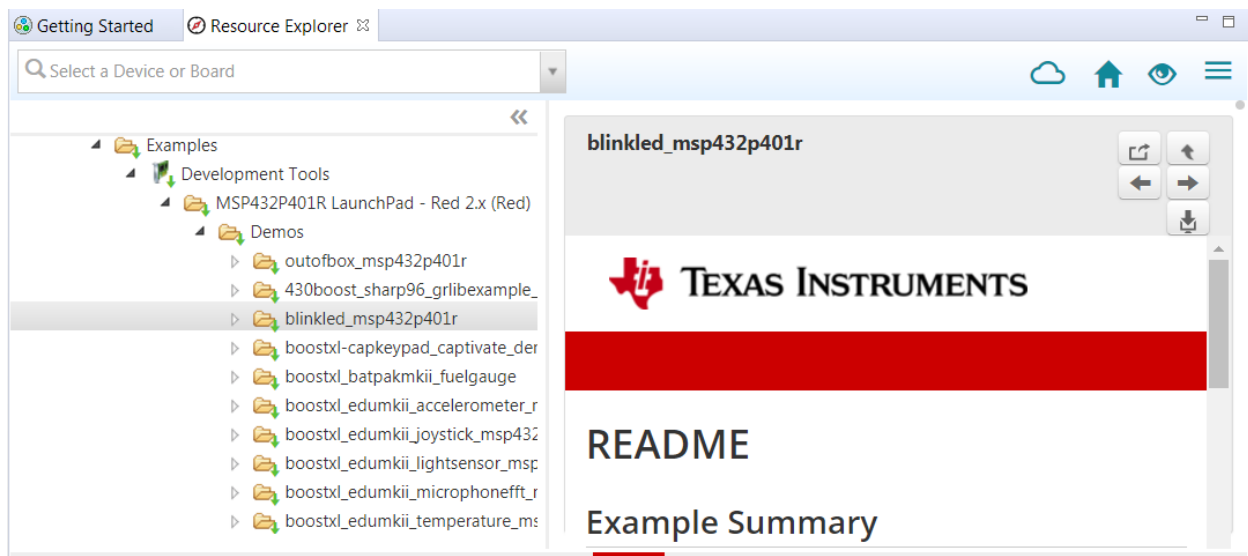 Getting Started
Resource Explorer
Select a Device or Board
Examples
Development Tools
MSP432P401R LaunchPad - Red 2.x (Red)
Demos
outofbox_msp432p401r
430boost_sharp96_grlibexample_
blinkled_msp432p401r
boostxl-capkeypad_captivate_der
boostxl_batpakmkii_fuelgauge
boostxl_edumkii_accelerometer_r
boostxl_edumkii_joystick_msp432
boostxl_edumkii_lightsensor_msp
boostxl_edumkii_microphonefft_r
boostxl_edumkii_temperature_ms
blinkled_msp432p401r
TEXAS INSTRUMENTS
README
Example Summary